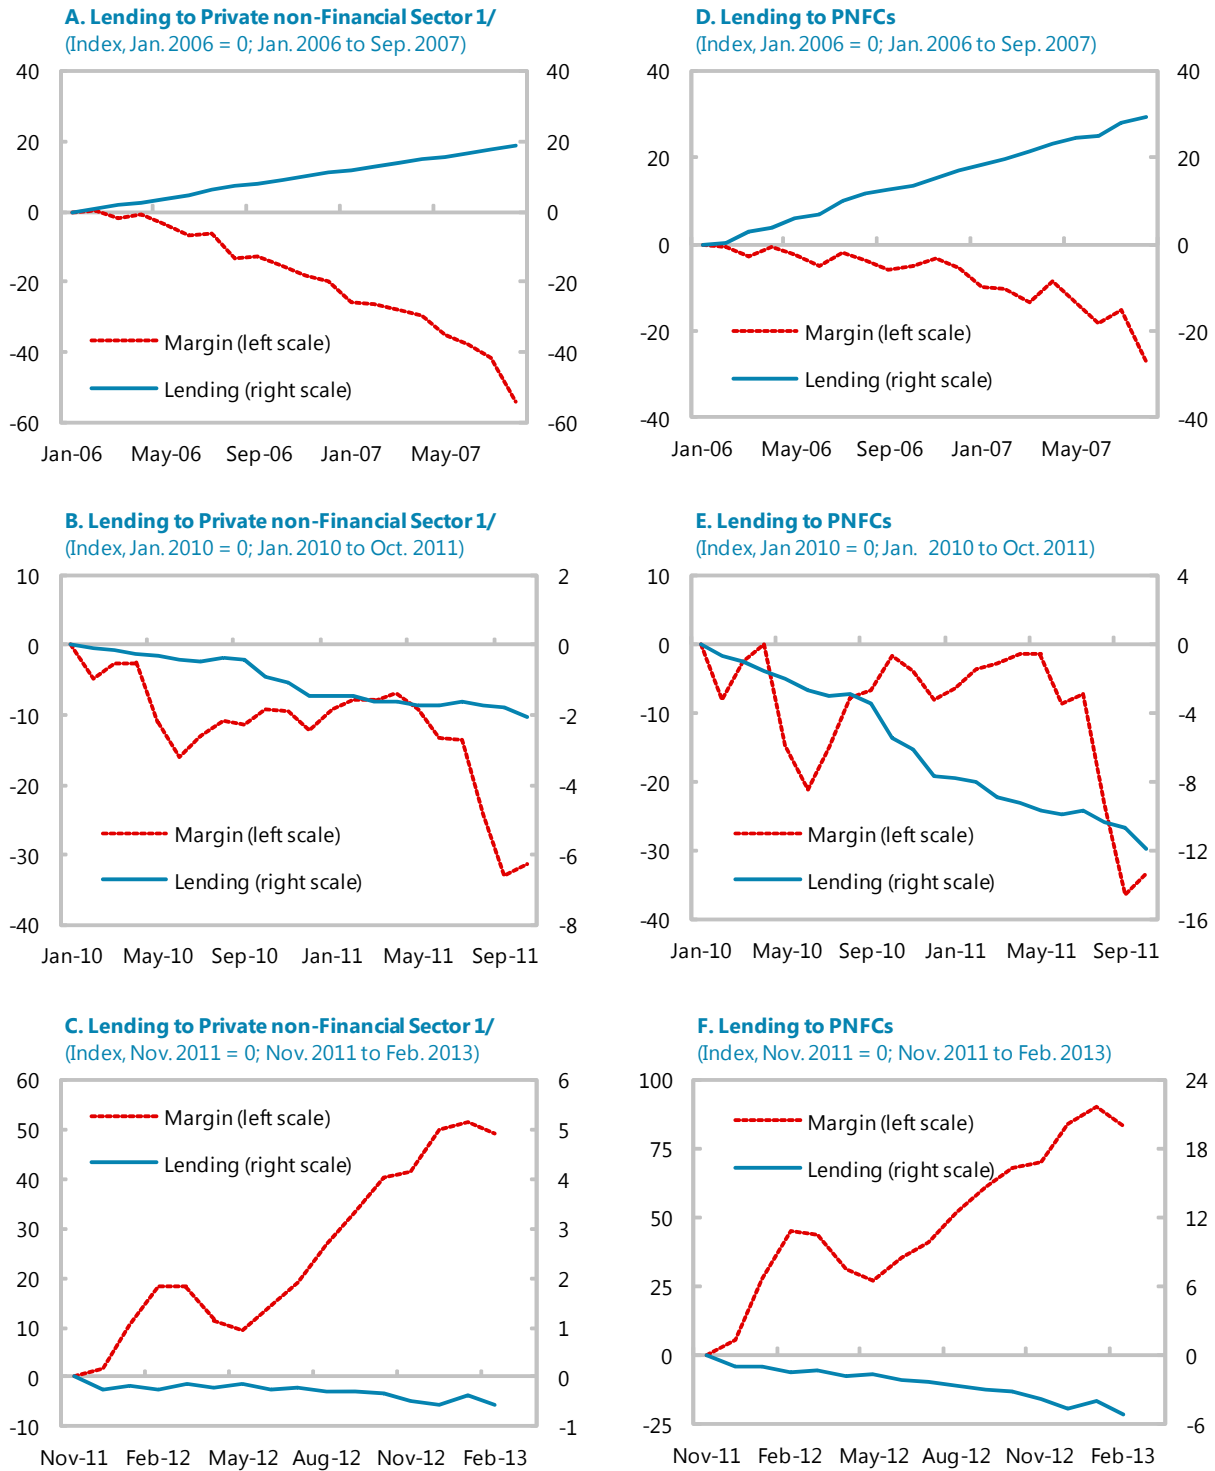 A. Lending to Private non-Financial Sector 1/
(Index, Jan. 2006 = 0; Jan. 2006 to Sep. 2007)
40
20
0
-20
-40
-60
40
20
0
-20
-40
-60
Margin (left scale)
Lending (right scale)
Jan-06 May-06 Sep-06 Jan-07 May-07
D. Lending to PNFCs
(Index, Jan. 2006 = 0; Jan. 2006 to Sep. 2007)
40
20
0
-20
-40
40
20
0
-20
-40
Margin (left scale)
Lending (right scale)
Jan-06 May-06 Sep-06 Jan-07 May-07
B. Lending to Private non-Financial Sector 1/
(Index, Jan. 2010 = 0; Jan. 2010 to Oct. 2011)
10
0
-10
-20
-30
-40
2
0
-2
-4
-6
-8
Margin (left scale)
Lending (right scale)
Jan-10 May-10 Sep-10 Jan-11 May-11 Sep-11
E. Lending to PNFCs
(Index, Jan 2010 = 0; Jan. 2010 to Oct. 2011)
10
0
-10
-20
-30
-40
4
0
-4
-8
-12
-16
Margin (left scale)
Lending (right scale)
Jan-10 May-10 Sep-10 Jan-11 May-11 Sep-11
C. Lending to Private non-Financial Sector 1/
(Index, Nov. 2011 = 0; Nov. 2011 to Feb. 2013)
60
50
40
30
20
10
0
-10
6
5
4
3
2
1
0
-1
Margin (left scale)
Lending (right scale)
Nov-11 Feb-12 May-12 Aug-12 Nov-12 Feb-13
F. Lending to PNFCs
(Index, Nov. 2011 = 0; Nov. 2011 to Feb. 2013)
100
75
50
25
0
-25
24
18
12
6
0
-6
Margin (left scale)
Lending (right scale)
Nov-11 Feb-12 May-12 Aug-12 Nov-12 Feb-13